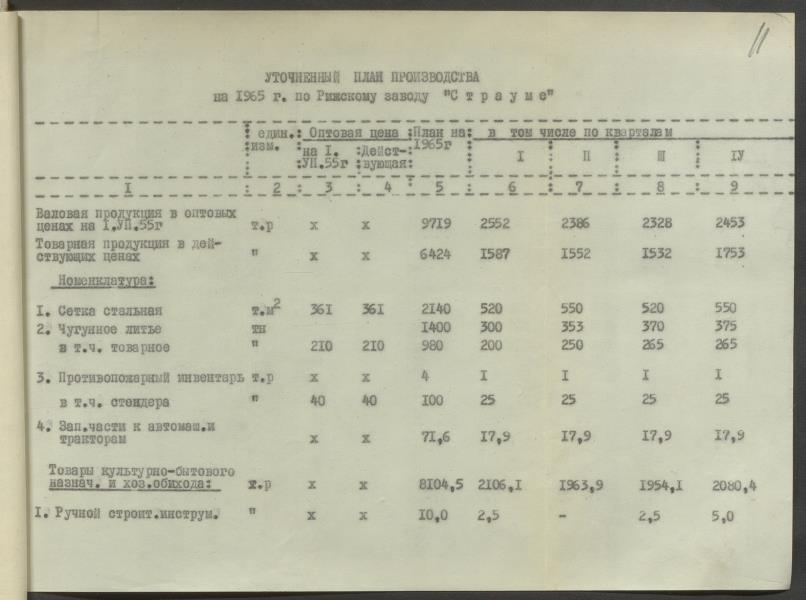 11
УТОЧНЕННЫЙ ПЛАН ПРОИЗВОДСТВА
на 1965 г. по Рижскому заводу "С т р а у м е"
един. изм. : Оптовая цена : План на 1965г : в том числе по кварталам
на I.УП.55г : Действующая : I : П : Ш : IУ
I : 2 : 3 : 4 : 5 : 6 : 7 : 8 : 9
Валовая продукция в оптовых
ценах на I.УП.55г т.р х х 9719 2552 2386 2328 2453
Товарная продукция в дей-
ствующих ценах " х х 6424 I587 I552 I532 I753
Номенклатура:
I. Сетка стальная т.м2 36I 36I 2I40 520 550 520 550
2. Чугунное литье тн I400 300 353 370 375
в т.ч. товарное " 2I0 2I0 980 200 250 265 265
3. Противопожарный инвентарь т.р х х 4 I I I I
в т.ч. стендера " 40 40 I00 25 25 25 25
4. Зап.части к автомаш.и
тракторам х х 7I,6 I7,9 I7,9 I7,9 I7,9
Товары культурно-бытового
назнач. и хоз.обихода: т.р х х 8I04,5 2I06,I I963,9 I954,I 2080,4
I. Ручной строит.инструм. " х х I0,0 2,5 - 2,5 5,0